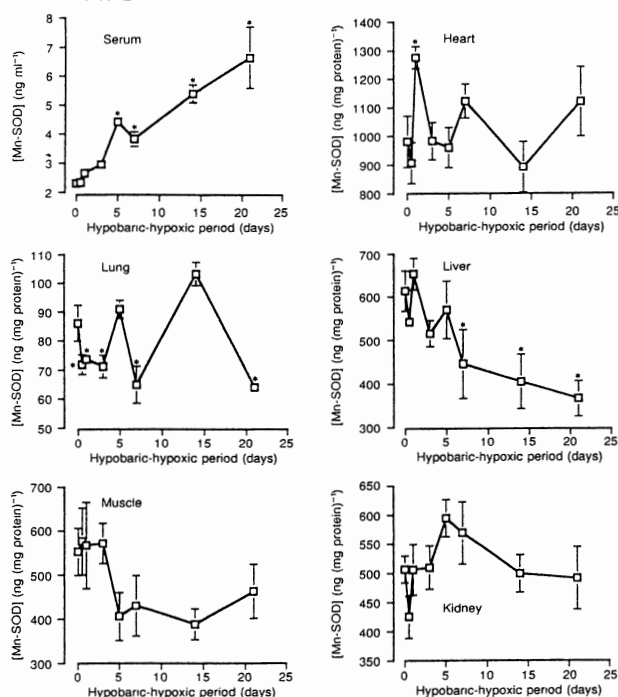 Serum
[Mn-SOD] (ng ml⁻¹)
8
7
6
5
4
3
2
0 5 10 15 20 25
Hypobaric-hypoxic period (days)
Heart
[Mn-SOD] (ng (mg protein)⁻¹)
1400
1300
1200
1100
1000
900
800
0 5 10 15 20 25
Hypobaric-hypoxic period (days)
Lung
[Mn-SOD] (ng (mg protein)⁻¹)
110
100
90
80
70
60
50
0 5 10 15 20 25
Hypobaric-hypoxic period (days)
Liver
[Mn-SOD] (ng (mg protein)⁻¹)
700
600
500
400
300
0 5 10 15 20 25
Hypobaric-hypoxic period (days)
Muscle
[Mn-SOD] (ng (mg protein)⁻¹)
700
600
500
400
300
0 5 10 15 20 25
Hypobaric-hypoxic period (days)
Kidney
[Mn-SOD] (ng (mg protein)⁻¹)
650
600
550
500
450
400
350
0 5 10 15 20 25
Hypobaric-hypoxic period (days)